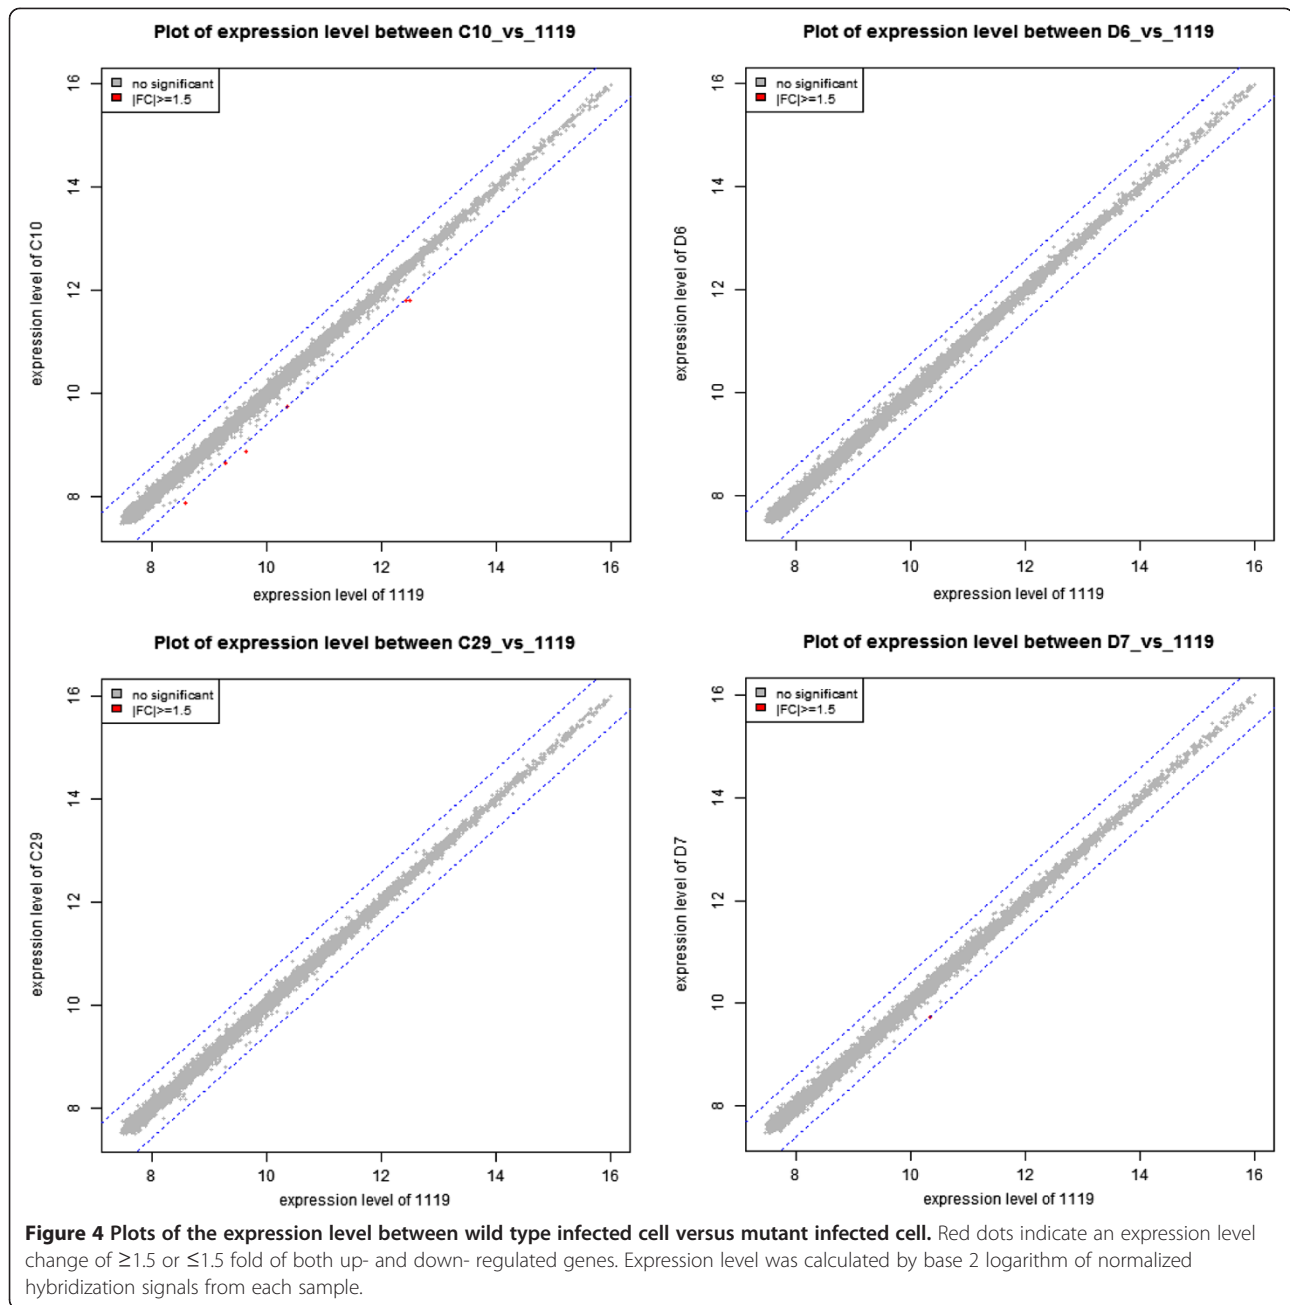 Plot of expression level between C10_vs_1119
no significant
|FC|>=1.5
16
14
12
10
8
expression level of C10
8 10 12 14 16
expression level of 1119
Plot of expression level between D6_vs_1119
no significant
|FC|>=1.5
16
14
12
10
8
expression level of D6
8 10 12 14 16
expression level of 1119
Plot of expression level between C29_vs_1119
no significant
|FC|>=1.5
16
14
12
10
8
expression level of C29
8 10 12 14 16
expression level of 1119
Plot of expression level between D7_vs_1119
no significant
|FC|>=1.5
16
14
12
10
8
expression level of D7
8 10 12 14 16
expression level of 1119
Figure 4 Plots of the expression level between wild type infected cell versus mutant infected cell. Red dots indicate an expression level
change of ≥1.5 or ≤1.5 fold of both up- and down- regulated genes. Expression level was calculated by base 2 logarithm of normalized
hybridization signals from each sample.